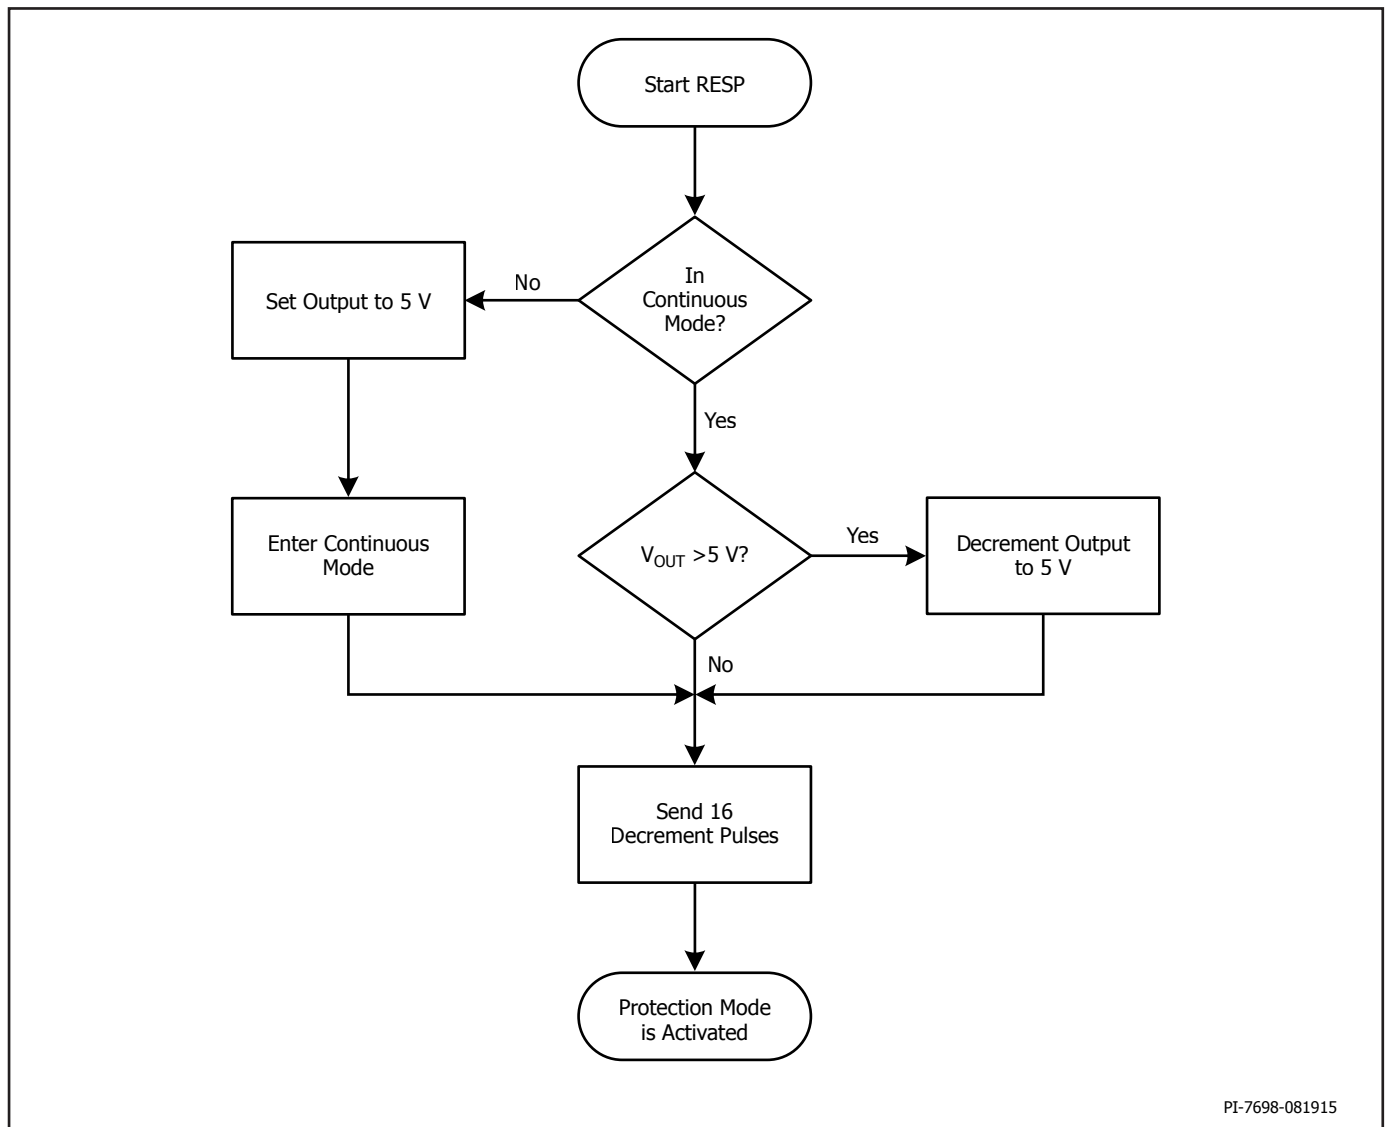 Start RESP
In
Continuous
Mode?
No
Set Output to 5 V
Yes
Enter Continuous
Mode
V_OUT >5 V?
Yes
Decrement Output
to 5 V
No
Send 16
Decrement Pulses
Protection Mode
is Activated
PI-7698-081915